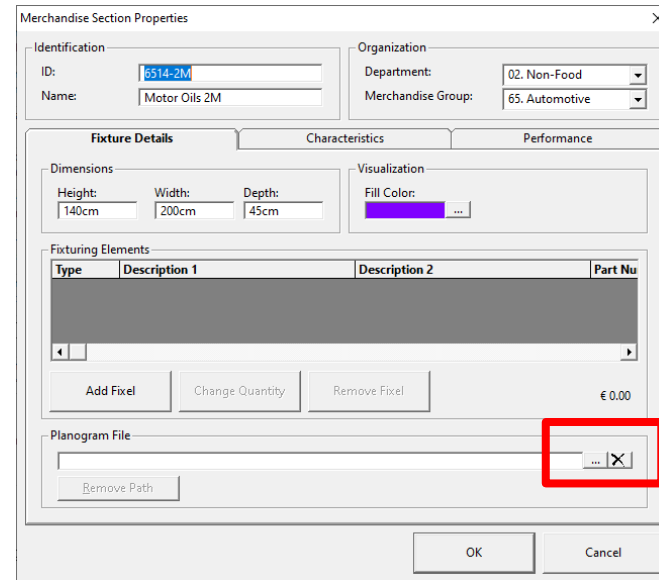 Merchandise Section Properties
Identification
ID:
6514-2M
Name:
Motor Oils 2M
Organization
Department:
02. Non-Food
Merchandise Group:
65. Automotive
Fixture Details
Characteristics
Performance
Dimensions
Height:
Width:
Depth:
140cm
200cm
45cm
Visualization
Fill Color:
...
Fixturing Elements
Type
Description 1
Description 2
Part Nu
Add Fixel
Change Quantity
Remove Fixel
€ 0.00
Planogram File
...
Remove Path
OK
Cancel